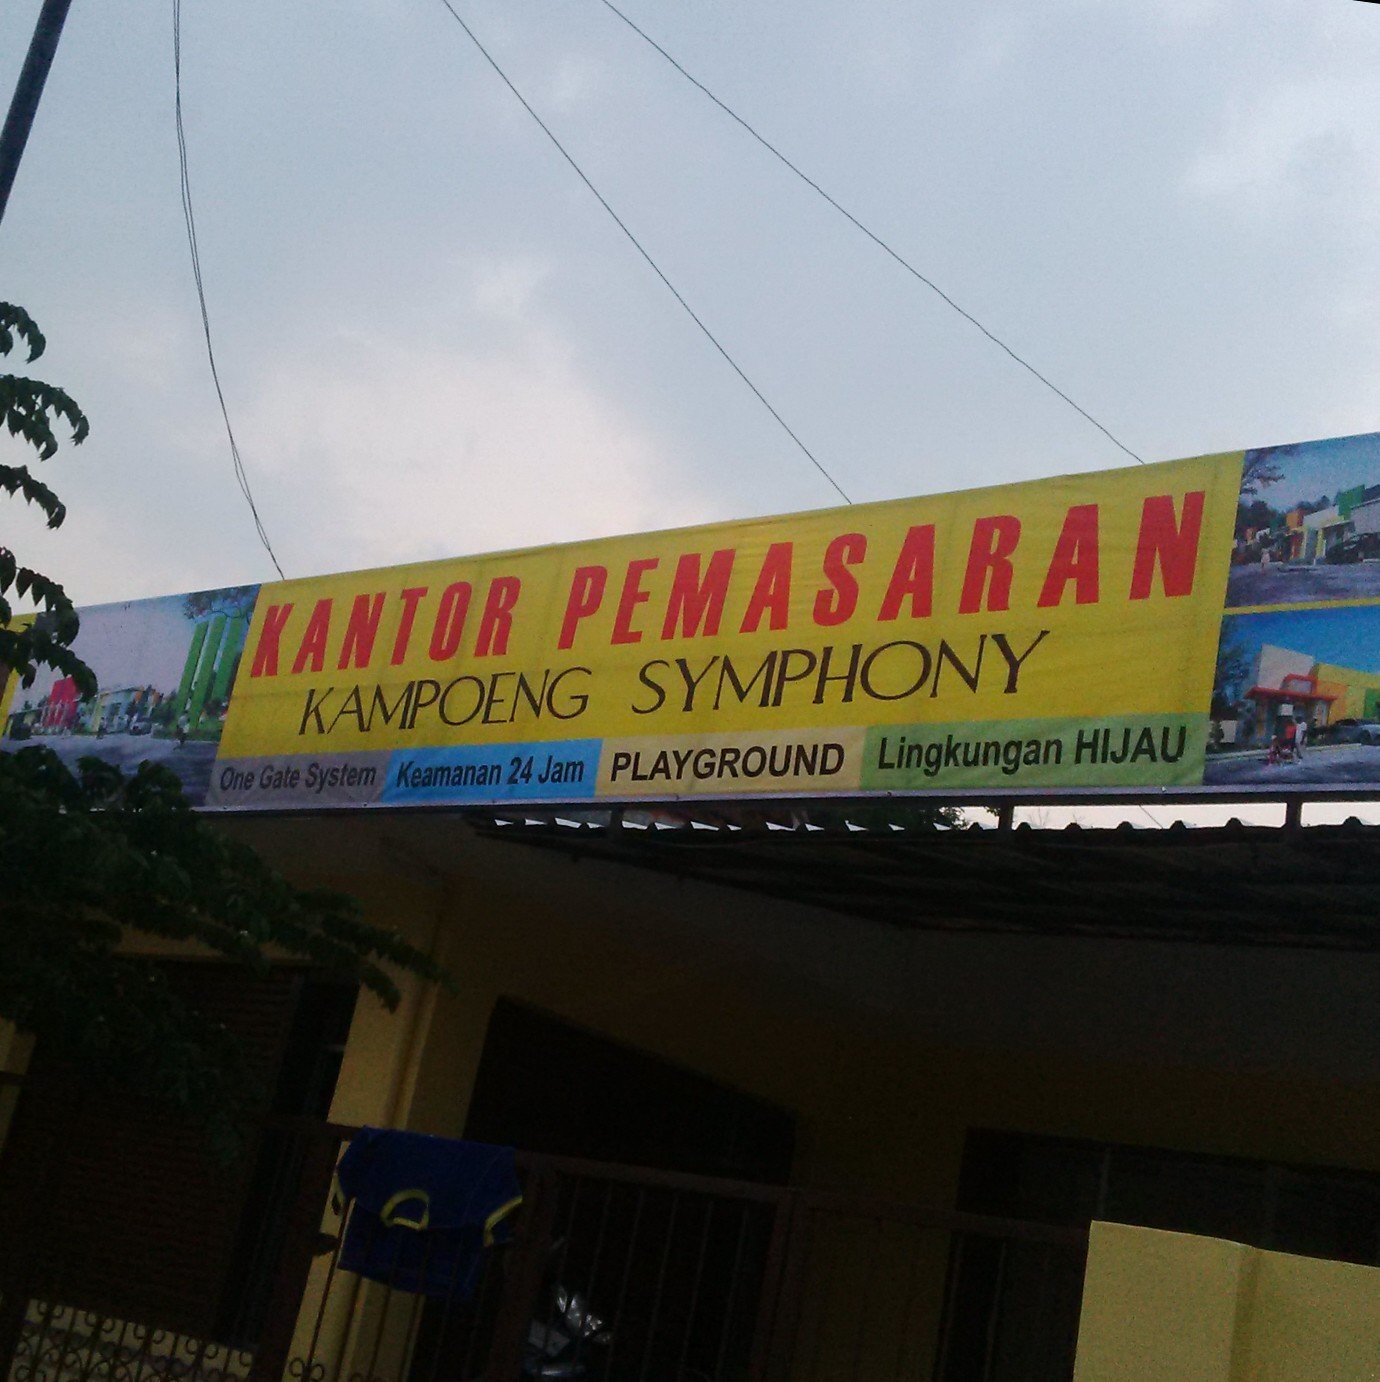 KANTOR PEMASARAN
KAMPOENG SYMPHONY
One Gate System Keamanan 24 Jam PLAYGROUND Lingkungan HIJAU